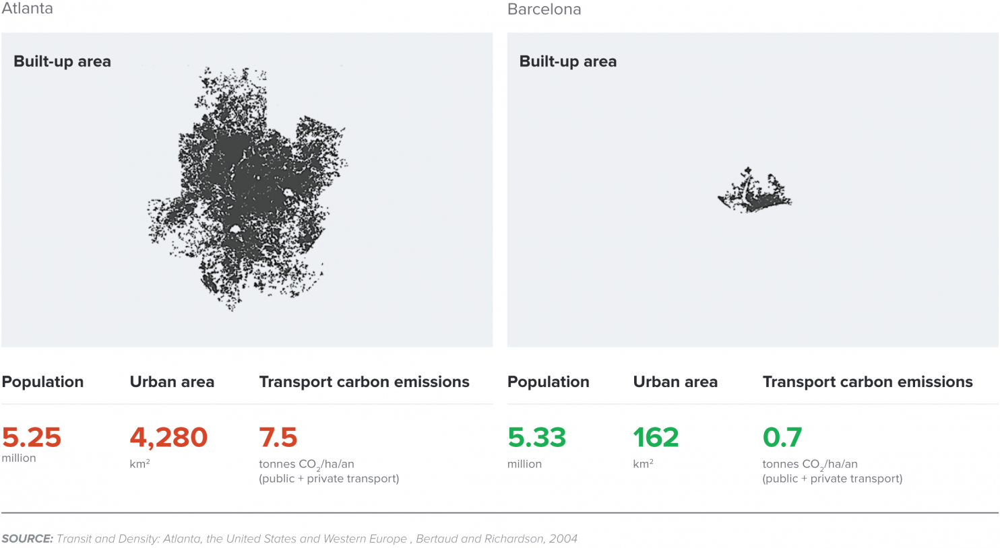 Atlanta
Built-up area
Population
Urban area
Transport carbon emissions
5.25
million
4,280
km²
7.5
tonnes CO₂/ha/an
(public + private transport)
Barcelona
Built-up area
Population
Urban area
Transport carbon emissions
5.33
million
162
km²
0.7
tonnes CO₂/ha/an
(public + private transport)
SOURCE: Transit and Density: Atlanta, the United States and Western Europe , Bertaud and Richardson, 2004